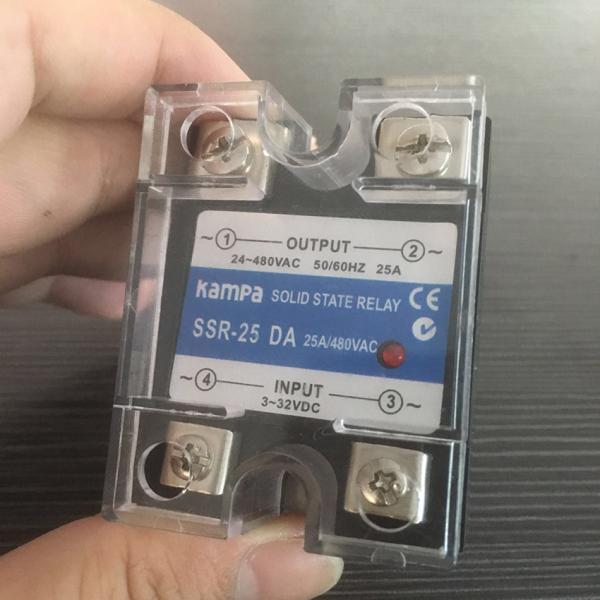 ~① OUTPUT ②~
24~480VAC 50/60HZ 25A
Kampa SOLID STATE RELAY CE
SSR-25 DA 25A/480VAC
~④ INPUT ③~
3~32VDC